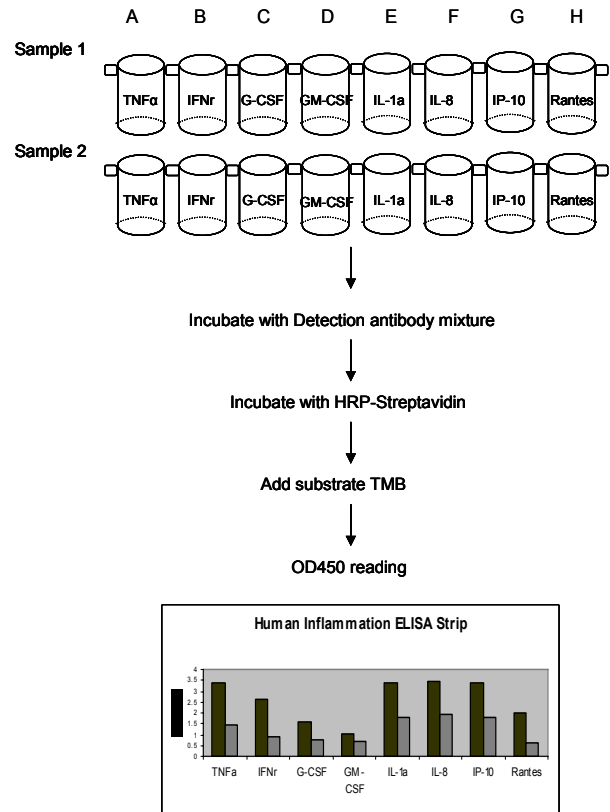 A B C D E F G H
Sample 1
TNFα IFNr G-CSF GM-CSF IL-1a IL-8 IP-10 Rantes
Sample 2
TNFα IFNr G-CSF GM-CSF IL-1a IL-8 IP-10 Rantes
Incubate with Detection antibody mixture
Incubate with HRP-Streptavidin
Add substrate TMB
OD450 reading
Human Inflammation ELISA Strip
4
3.5
3
2.5
2
1.5
1
0.5
0
TNFa IFNr G-CSF GM- IL-1a IL-8 IP-10 Rantes
CSF